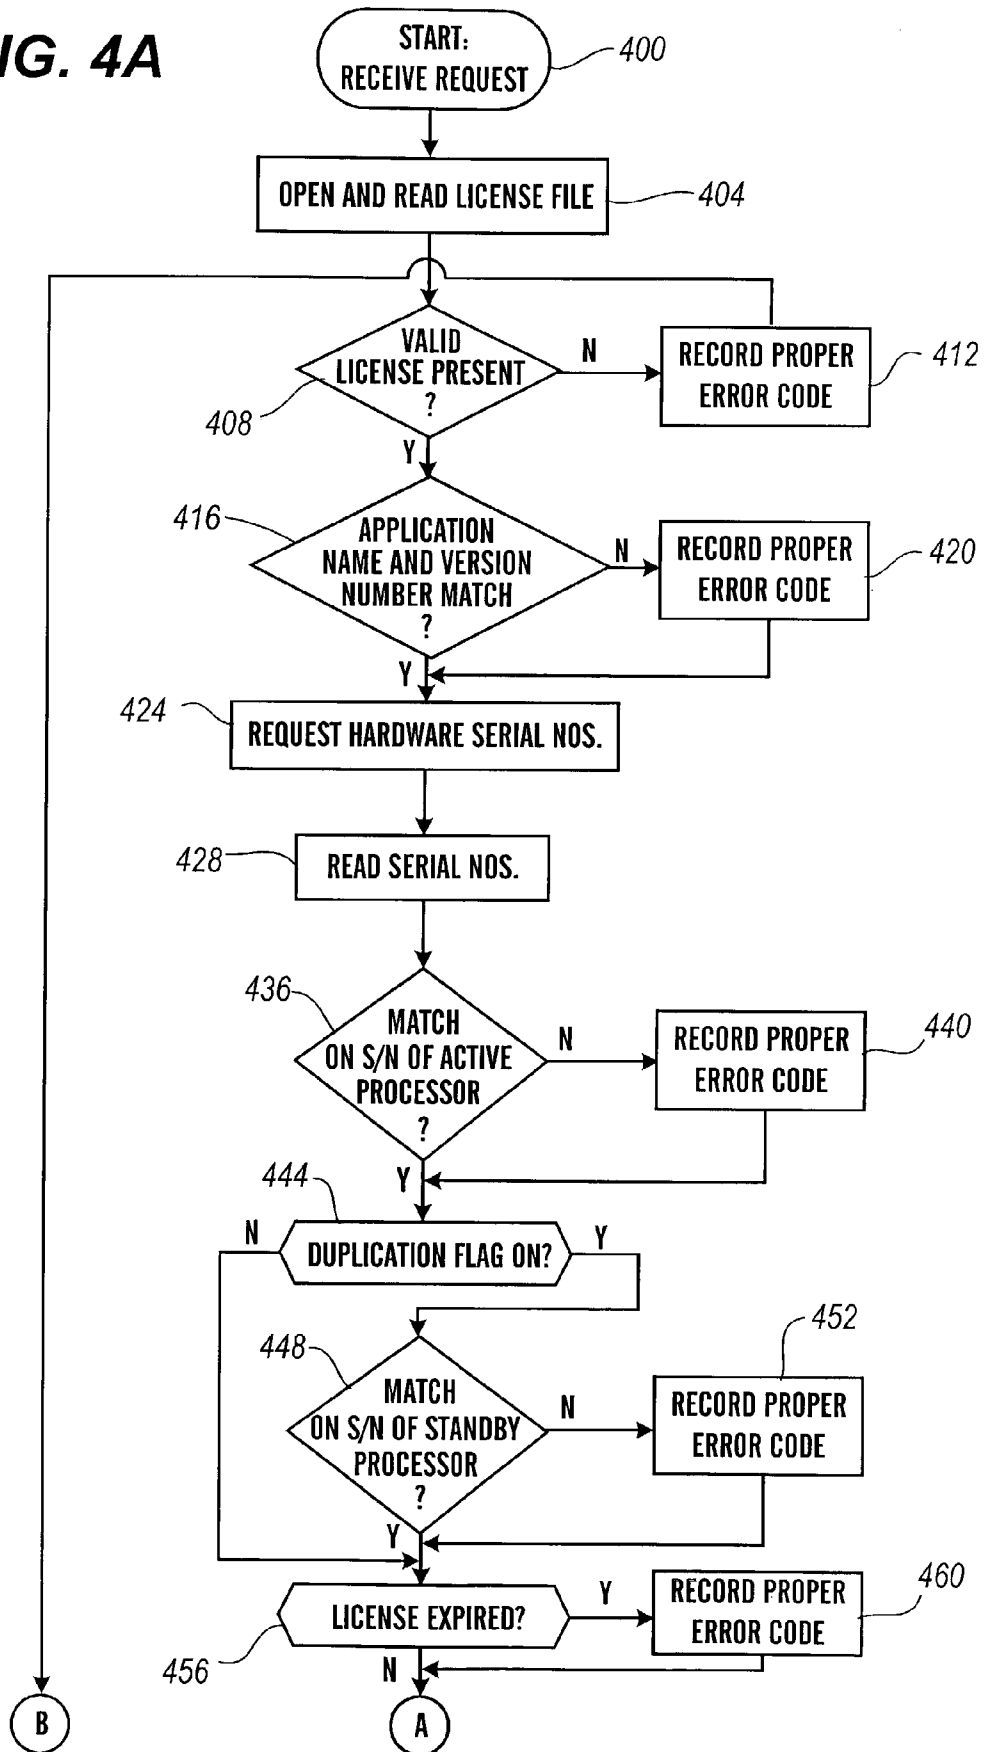 IG. 4A
START:
RECEIVE REQUEST
400
OPEN AND READ LICENSE FILE
404
VALID
LICENSE PRESENT
?
408
N
RECORD PROPER
ERROR CODE
412
Y
416
APPLICATION
NAME AND VERSION
NUMBER MATCH
?
N
RECORD PROPER
ERROR CODE
420
Y
424
REQUEST HARDWARE SERIAL NOS.
428
READ SERIAL NOS.
436
MATCH
ON S/N OF ACTIVE
PROCESSOR
?
N
RECORD PROPER
ERROR CODE
440
Y
444
N
DUPLICATION FLAG ON?
Y
448
MATCH
ON S/N OF STANDBY
PROCESSOR
?
N
452
RECORD PROPER
ERROR CODE
Y
LICENSE EXPIRED?
456
Y
RECORD PROPER
ERROR CODE
460
N
B
A